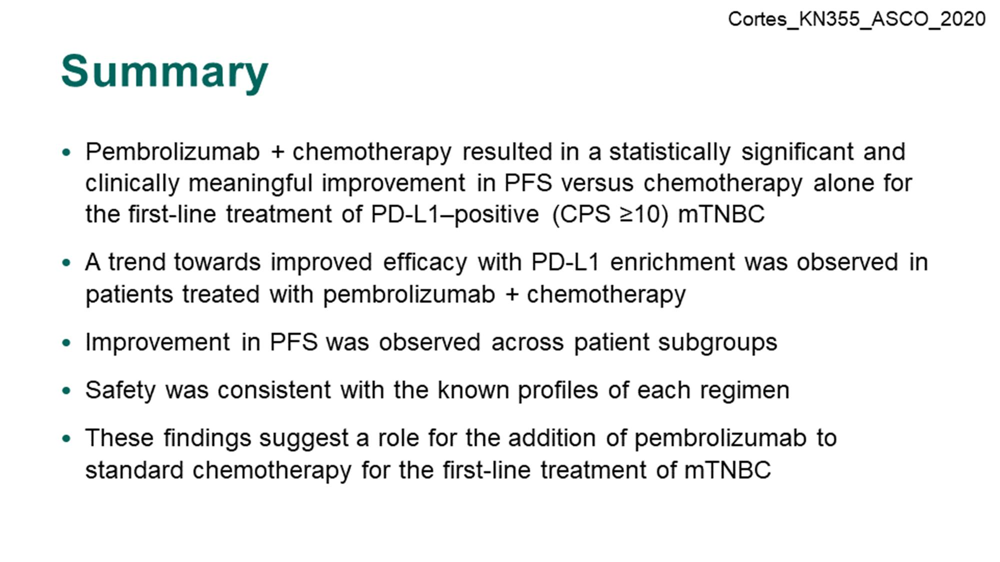 Cortes_KN355_ASCO_2020
Summary
• Pembrolizumab + chemotherapy resulted in a statistically significant and
clinically meaningful improvement in PFS versus chemotherapy alone for
the first-line treatment of PD-L1–positive (CPS ≥10) mTNBC
• A trend towards improved efficacy with PD-L1 enrichment was observed in
patients treated with pembrolizumab + chemotherapy
• Improvement in PFS was observed across patient subgroups
• Safety was consistent with the known profiles of each regimen
• These findings suggest a role for the addition of pembrolizumab to
standard chemotherapy for the first-line treatment of mTNBC